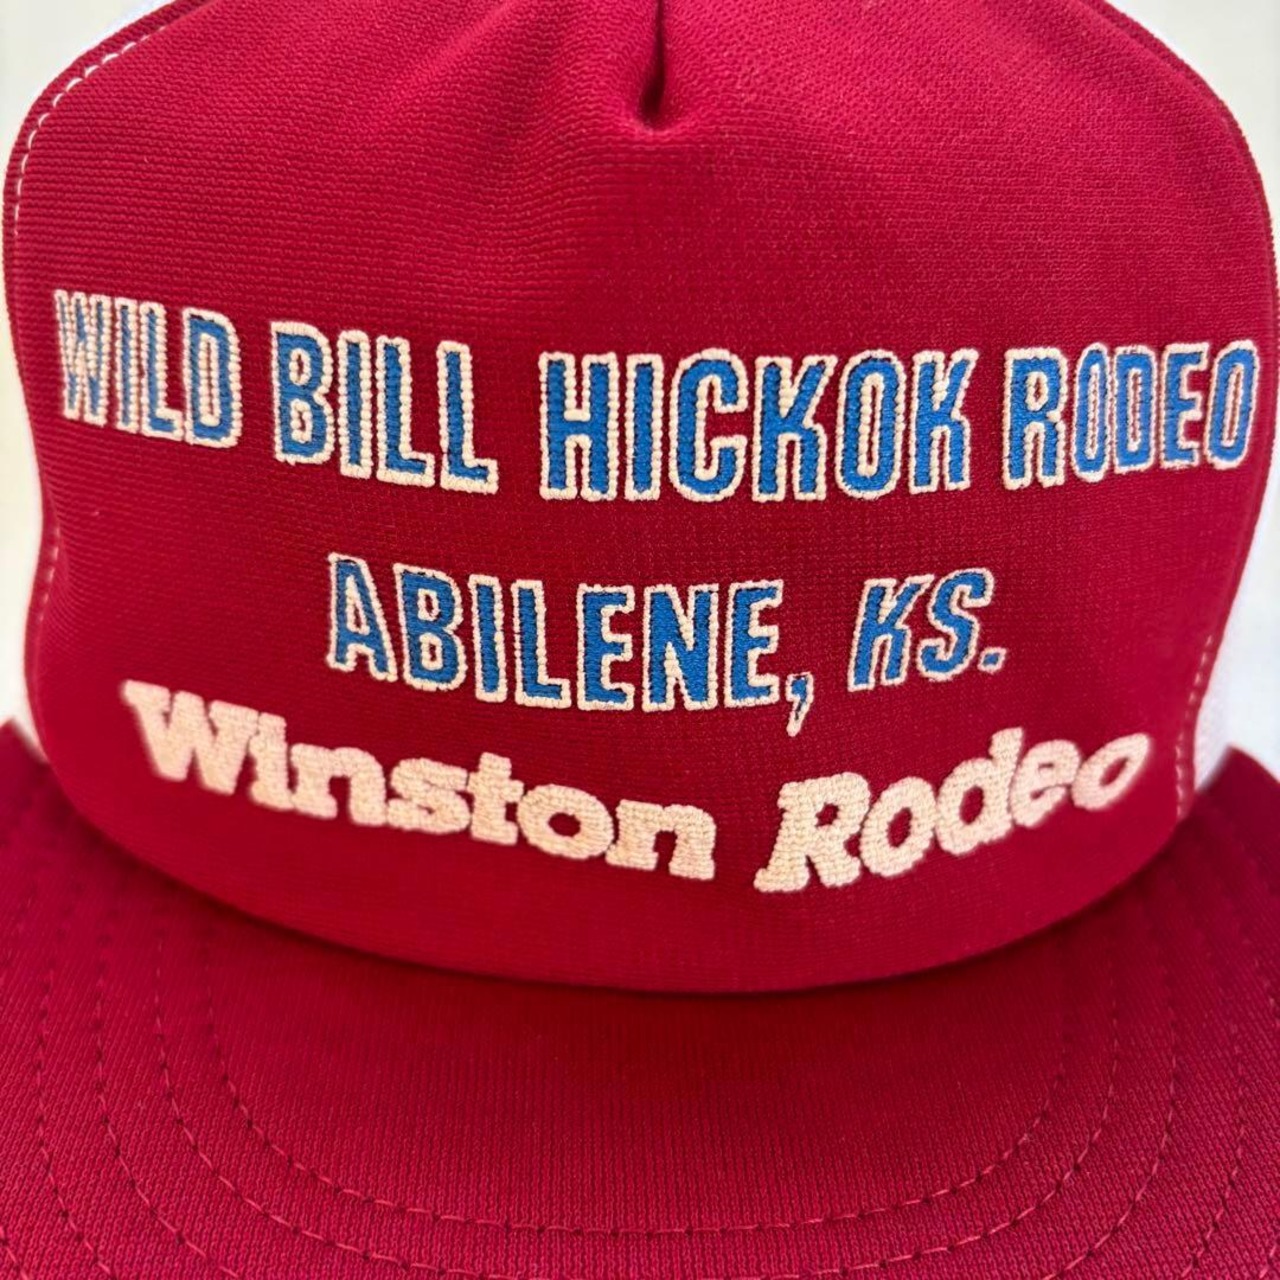 WILD BILL HICKOK RODEO
ABILENE, KS.
Winston Rodeo